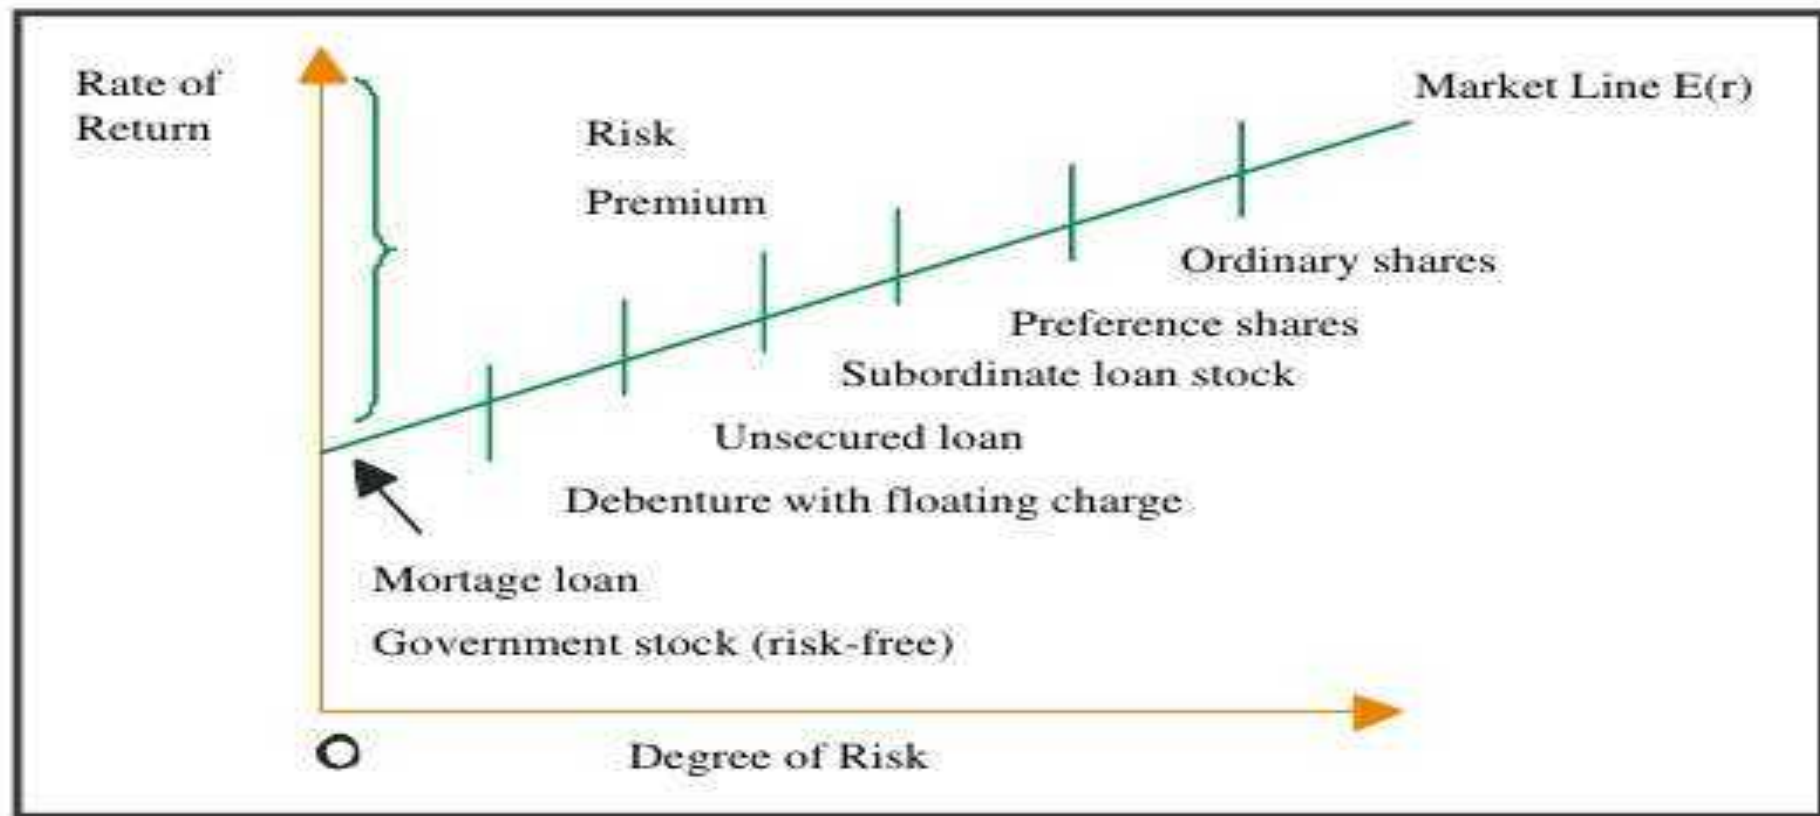 Rate of
Return
Market Line E(r)
Risk
Premium
Ordinary shares
Preference shares
Subordinate loan stock
Unsecured loan
Debenture with floating charge
Mortage loan
Government stock (risk-free)
O
Degree of Risk